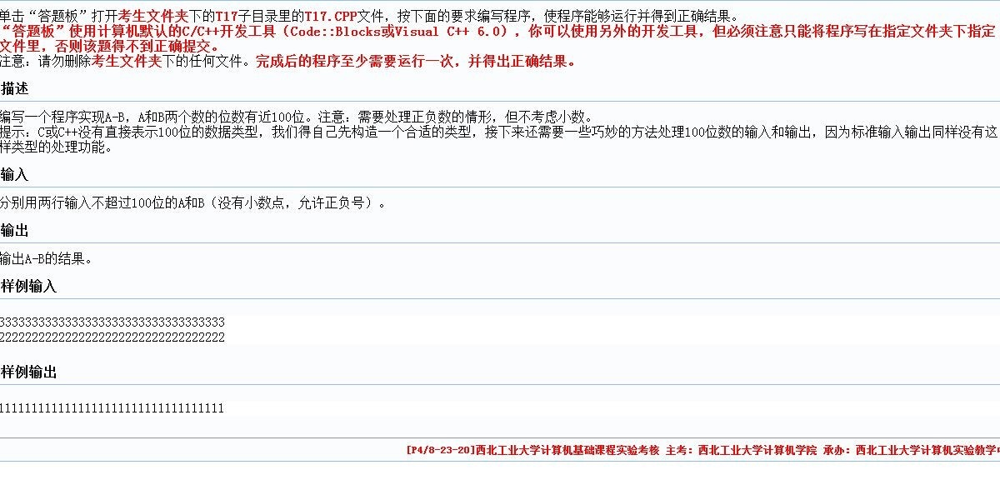 单击“答题板”打开考生文件夹下的T17子目录里的T17.CPP文件，按下面的要求编写程序，使程序能够运行并得到正确结果。
“答题板”使用计算机默认的C/C++开发工具（Code::Blocks或Visual C++ 6.0），你可以使用另外的开发工具，但必须注意只能将程序写在指定文件夹下指定
文件里，否则该题得不到正确提交。
注意：请勿删除考生文件夹下的任何文件。完成后的程序至少需要运行一次，并得出正确结果。
描述
编写一个程序实现A-B，A和B两个数的位数有近100位。注意：需要处理正负数的情形，但不考虑小数。
提示：C或C++没有直接表示100位的数据类型，我们得自己先构造一个合适的类型，接下来还需要一些巧妙的方法处理100位数的输入和输出，因为标准输入输出同样没有这
样类型的处理功能。
输入
分别用两行输入不超过100位的A和B（没有小数点，允许正负号）。
输出
输出A-B的结果。
样例输入
3333333333333333333333333333333333
2222222222222222222222222222222222
样例输出
1111111111111111111111111111111111
[P4/8-23-20]西北工业大学计算机基础课程实验考核 主考：西北工业大学计算机学院 承办：西北工业大学计算机实验教学